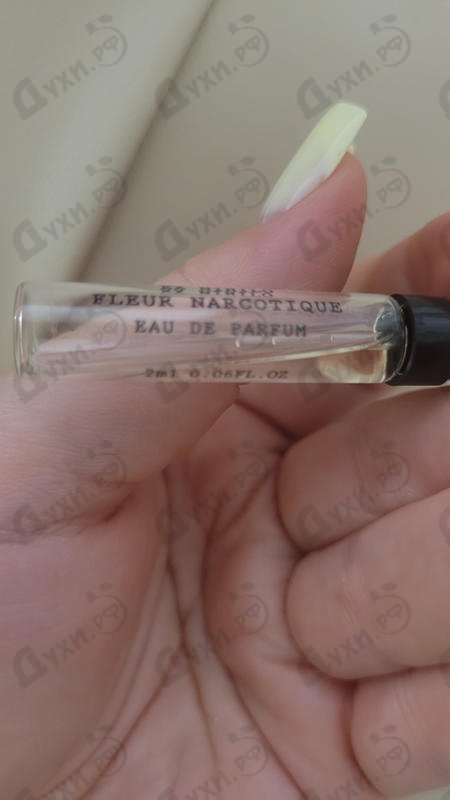 FLEUR NARCOTIQUE
EAU DE PARFUM
2ml 0.06FL.OZ
Духи.рф